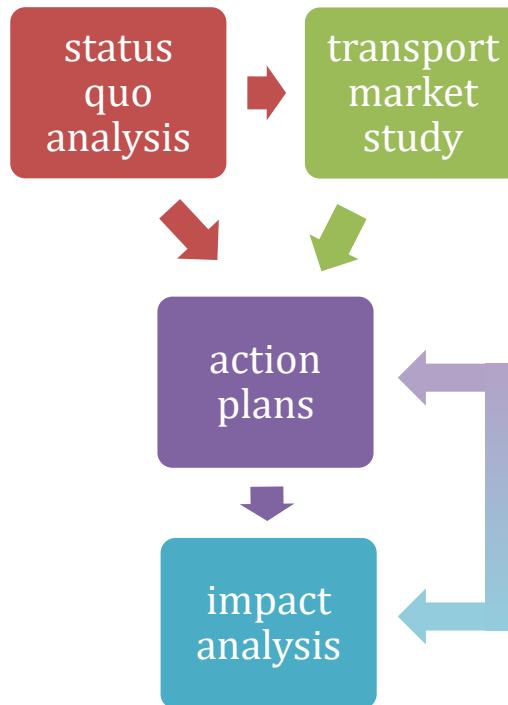 status
quo
analysis
transport
market
study
action
plans
impact
analysis